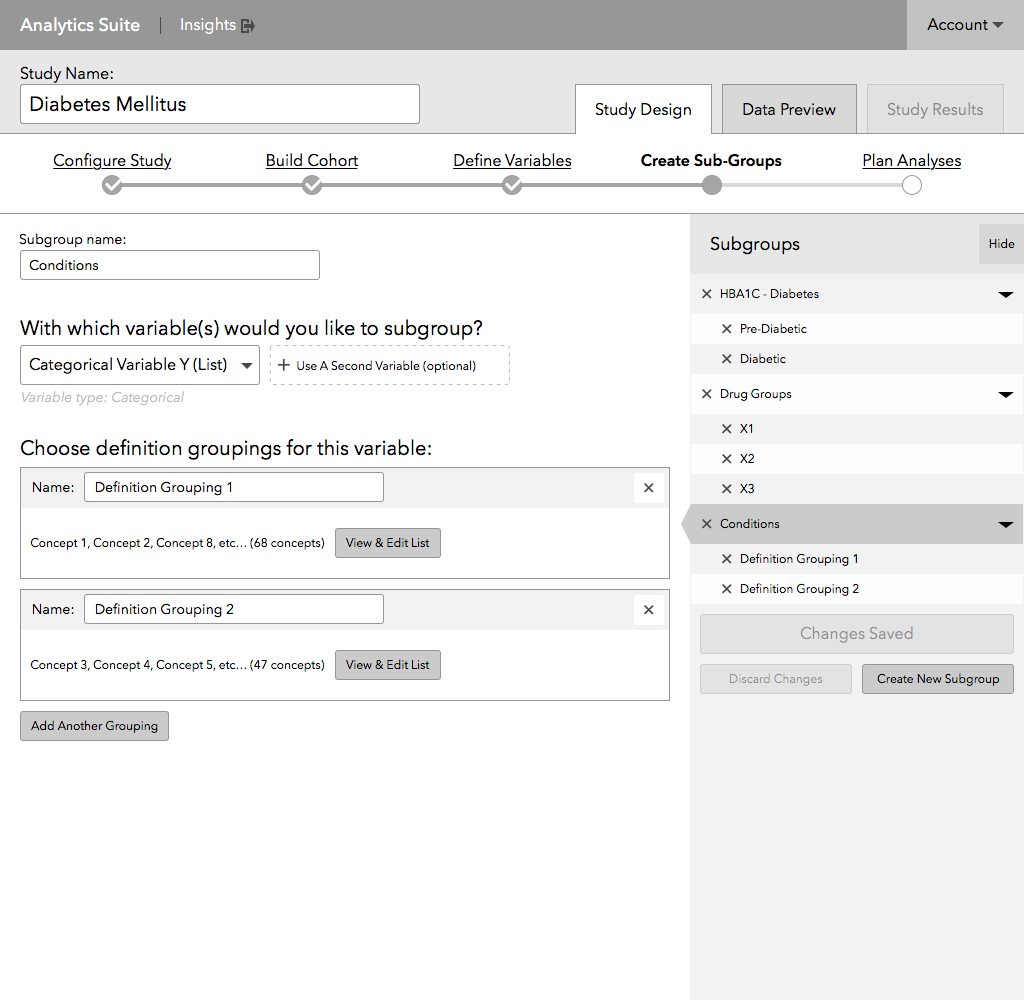 Analytics Suite | Insights
Account
Study Name:
Diabetes Mellitus
Study Design
Data Preview
Study Results
Configure Study
Build Cohort
Define Variables
Create Sub-Groups
Plan Analyses
Subgroup name:
Conditions
With which variable(s) would you like to subgroup?
Categorical Variable Y (List)
Use A Second Variable (optional)
Variable type: Categorical
Choose definition groupings for this variable:
Name: Definition Grouping 1
Concept 1, Concept 2, Concept 8, etc... (68 concepts)
View & Edit List
Name: Definition Grouping 2
Concept 3, Concept 4, Concept 5, etc... (47 concepts)
View & Edit List
Add Another Grouping
Subgroups
Hide
HBA1C - Diabetes
Pre-Diabetic
Diabetic
Drug Groups
X1
X2
X3
Conditions
Definition Grouping 1
Definition Grouping 2
Changes Saved
Discard Changes
Create New Subgroup